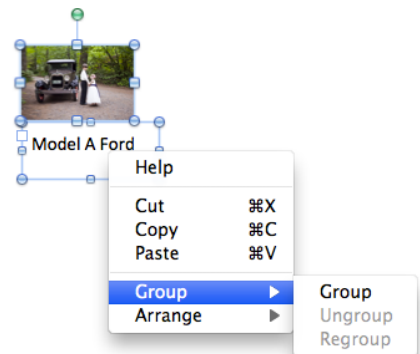 Model A Ford
Help
Cut ⌘X
Copy ⌘C
Paste ⌘V
Group ▶ Group
Arrange ▶ Ungroup
Regroup